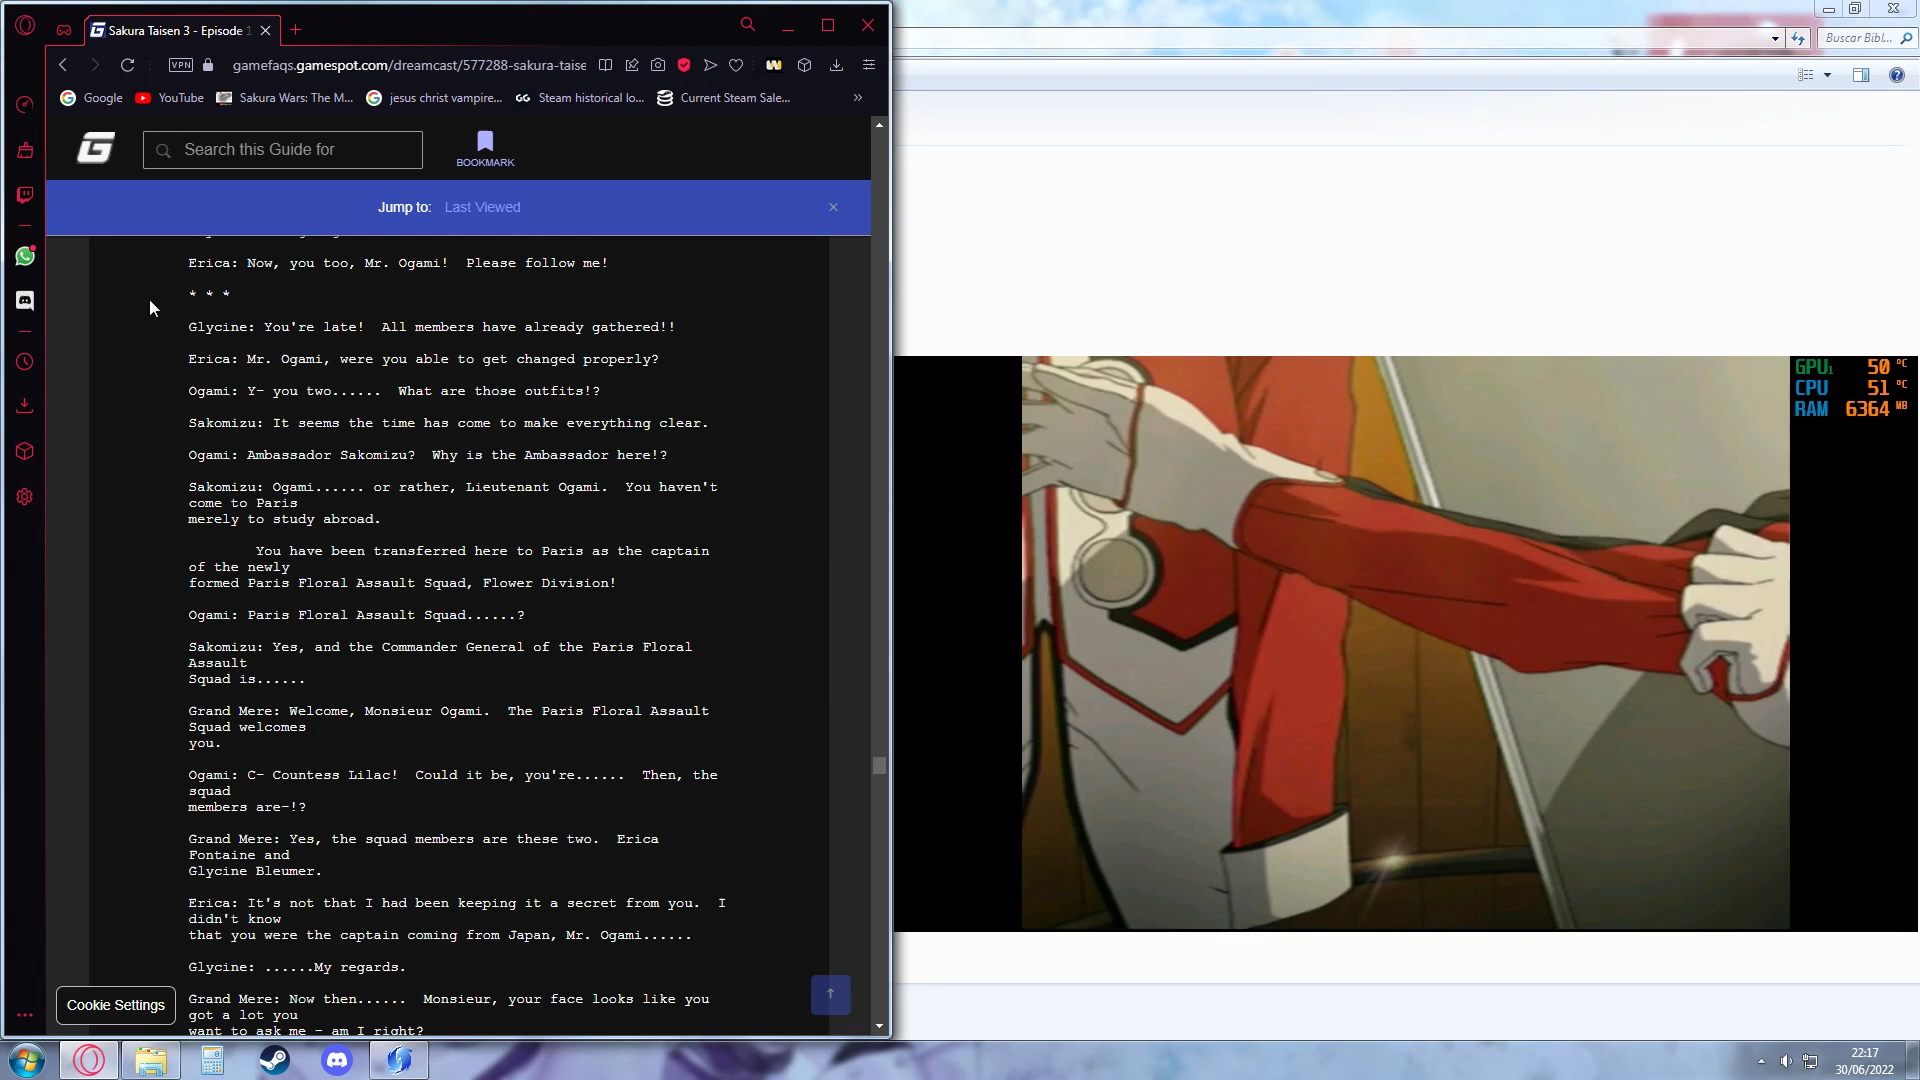 Sakura Taisen 3 - Episode 1
VPN
gamefaqs.gamespot.com/dreamcast/577288-sakura-taise
Google
YouTube
Sakura Wars: The M...
jesus christ vampire...
Steam historical lo...
Current Steam Sale...
Search this Guide for
BOOKMARK
Jump to: Last Viewed
Erica: Now, you too, Mr. Ogami!  Please follow me!
* * *
Glycine: You're late!  All members have already gathered!!
Erica: Mr. Ogami, were you able to get changed properly?
Ogami: Y- you two......  What are those outfits!?
Sakomizu: It seems the time has come to make everything clear.
Ogami: Ambassador Sakomizu?  Why is the Ambassador here!?
Sakomizu: Ogami...... or rather, Lieutenant Ogami.  You haven't
come to Paris
merely to study abroad.
You have been transferred here to Paris as the captain
of the newly
formed Paris Floral Assault Squad, Flower Division!
Ogami: Paris Floral Assault Squad......?
Sakomizu: Yes, and the Commander General of the Paris Floral
Assault
Squad is......
Grand Mere: Welcome, Monsieur Ogami.  The Paris Floral Assault
Squad welcomes
you.
Ogami: C- Countess Lilac!  Could it be, you're......  Then, the
squad
members are-!?
Grand Mere: Yes, the squad members are these two.  Erica
Fontaine and
Glycine Bleumer.
Erica: It's not that I had been keeping it a secret from you.  I
didn't know
that you were the captain coming from Japan, Mr. Ogami......
Glycine: ......My regards.
Grand Mere: Now then......  Monsieur, your face looks like you
got a lot you
want to ask me - am I right?
Cookie Settings
Buscar Bibl...
GPU1 50 °C
CPU 51 °C
RAM 6364 MB
22:17
30/06/2022